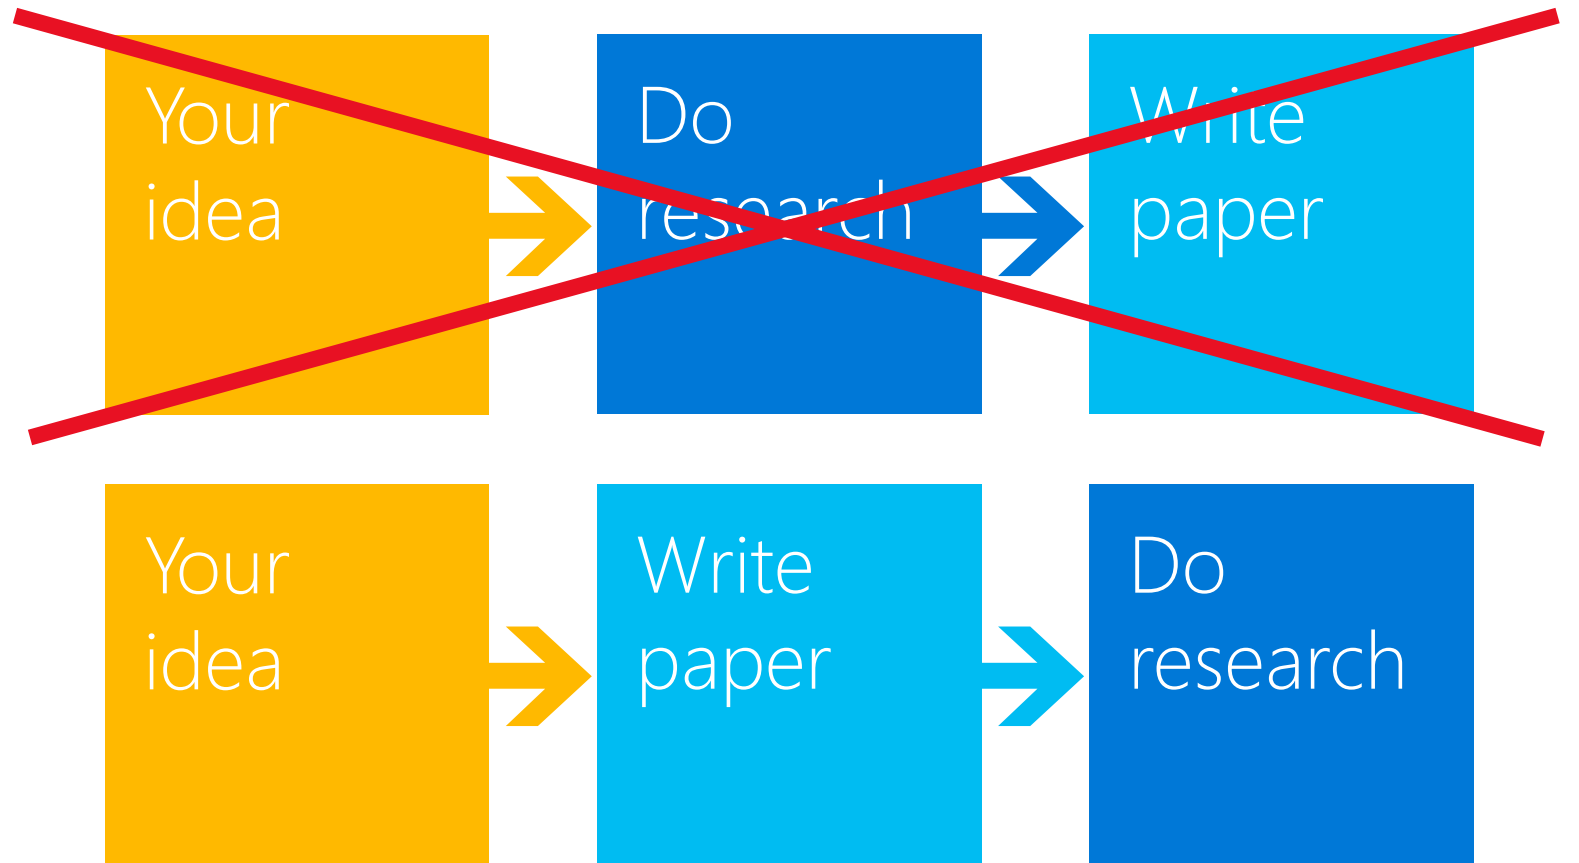 Your
idea
Do
research
Write
paper
Your
idea
Write
paper
Do
research